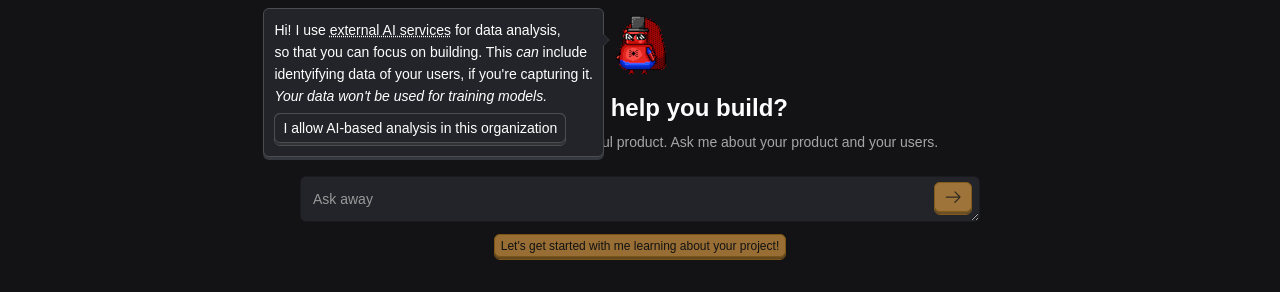 Hi! I use external AI services for data analysis,
so that you can focus on building. This can include
identyifying data of your users, if you're capturing it.
Your data won't be used for training models.
I allow AI-based analysis in this organization
help you build?
product. Ask me about your product and your users.
Ask away
Let's get started with me learning about your project!